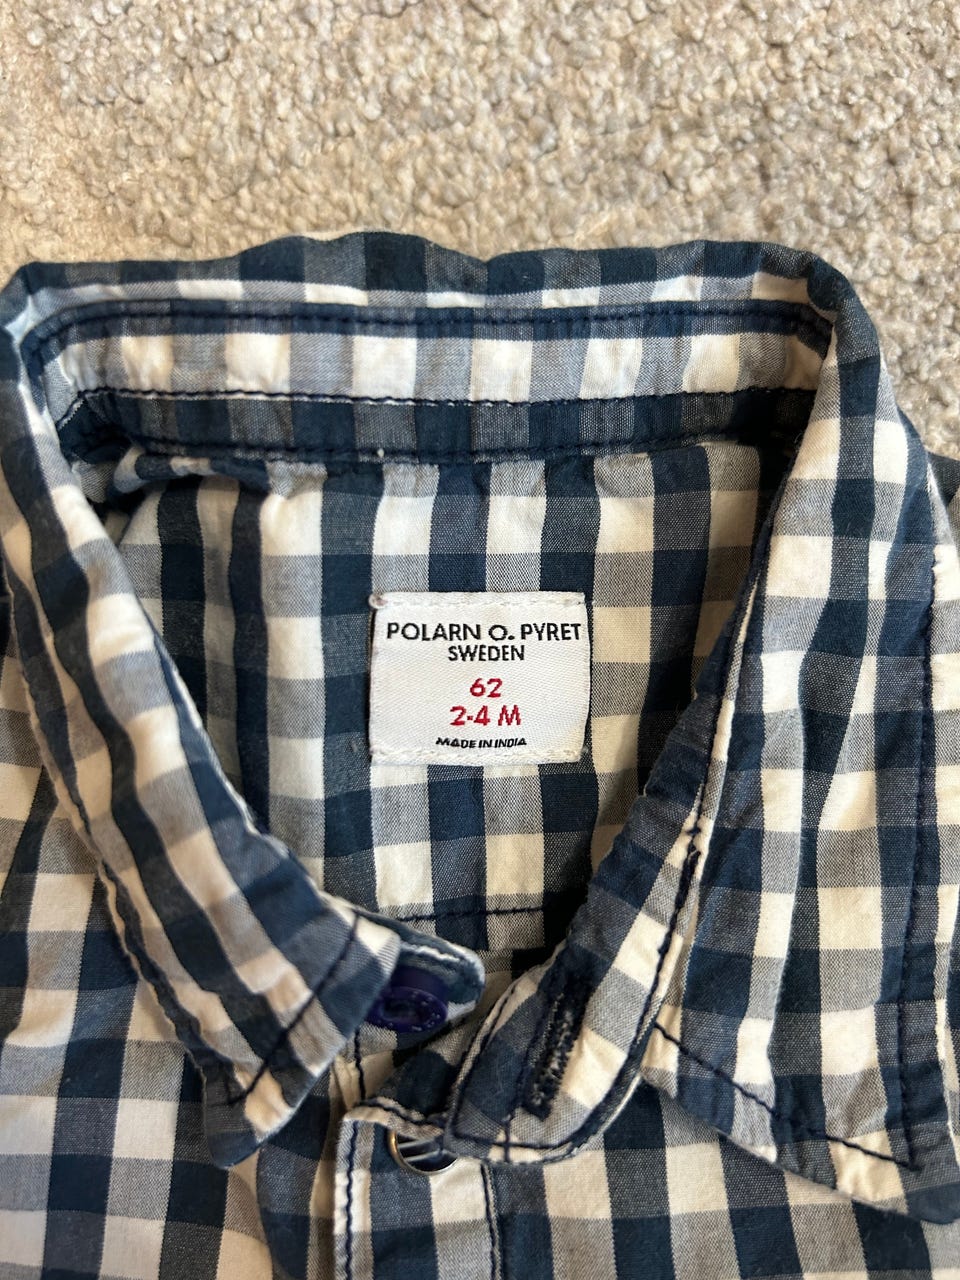 POLARN O. PYRET
SWEDEN
62
2-4 M
MADE IN INDIA